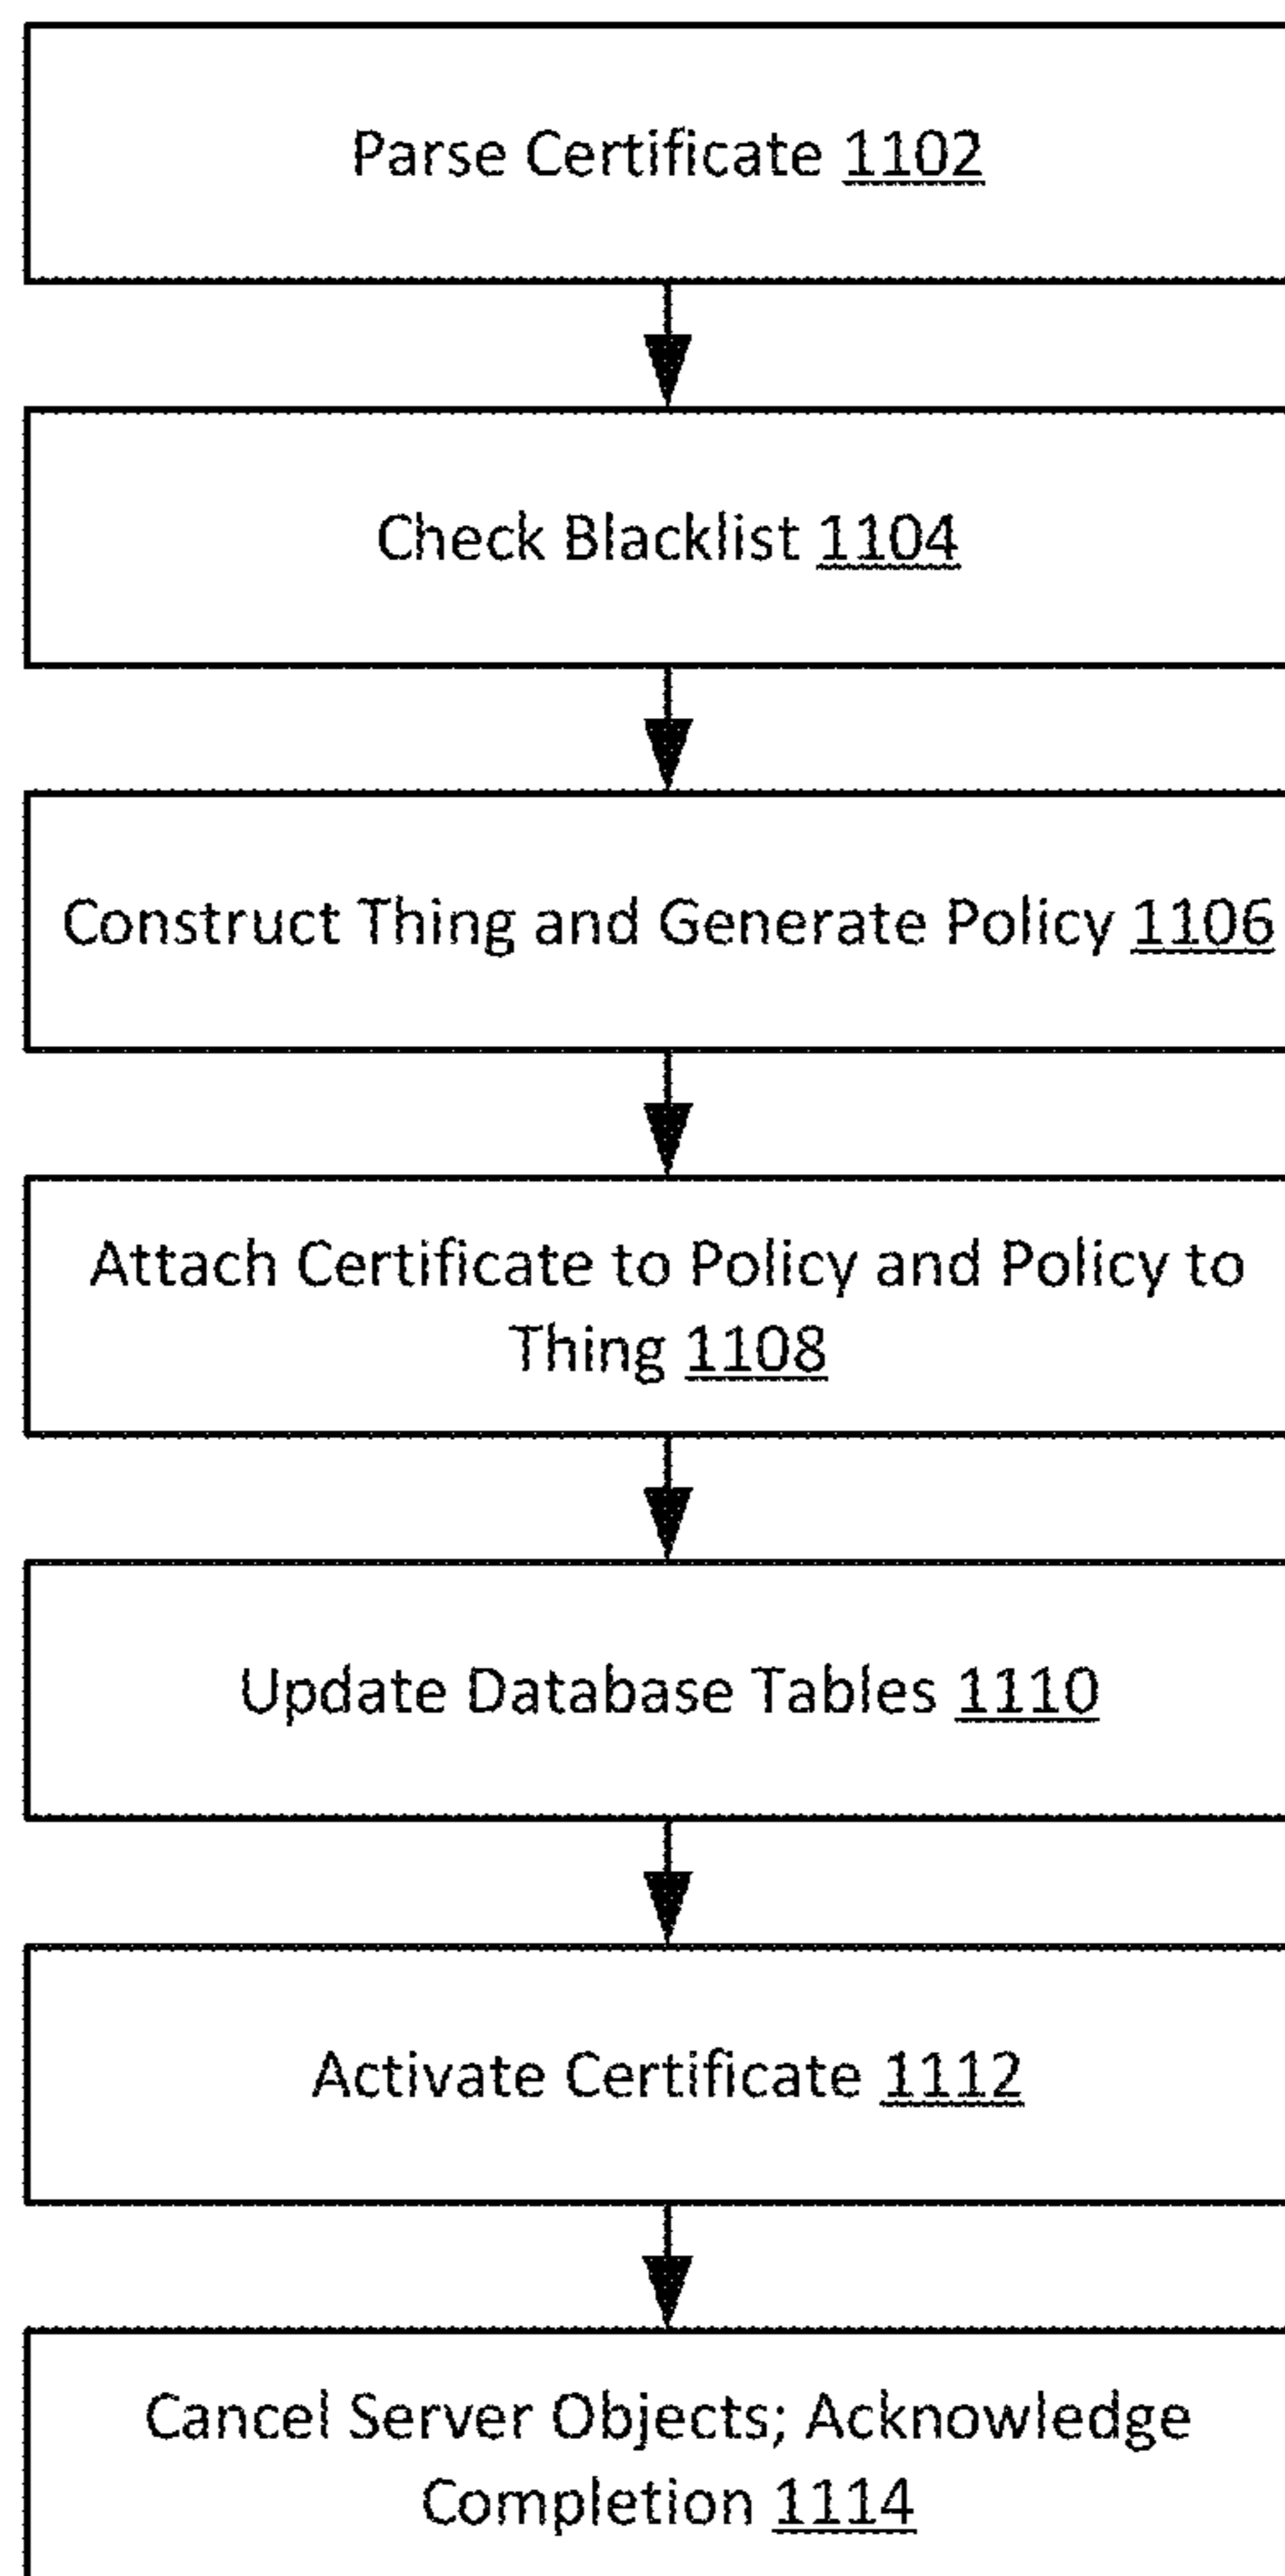 Parse Certificate 1102
Check Blacklist 1104
Construct Thing and Generate Policy 1106
Attach Certificate to Policy and Policy to
Thing 1108
Update Database Tables 1110
Activate Certificate 1112
Cancel Server Objects; Acknowledge
Completion 1114